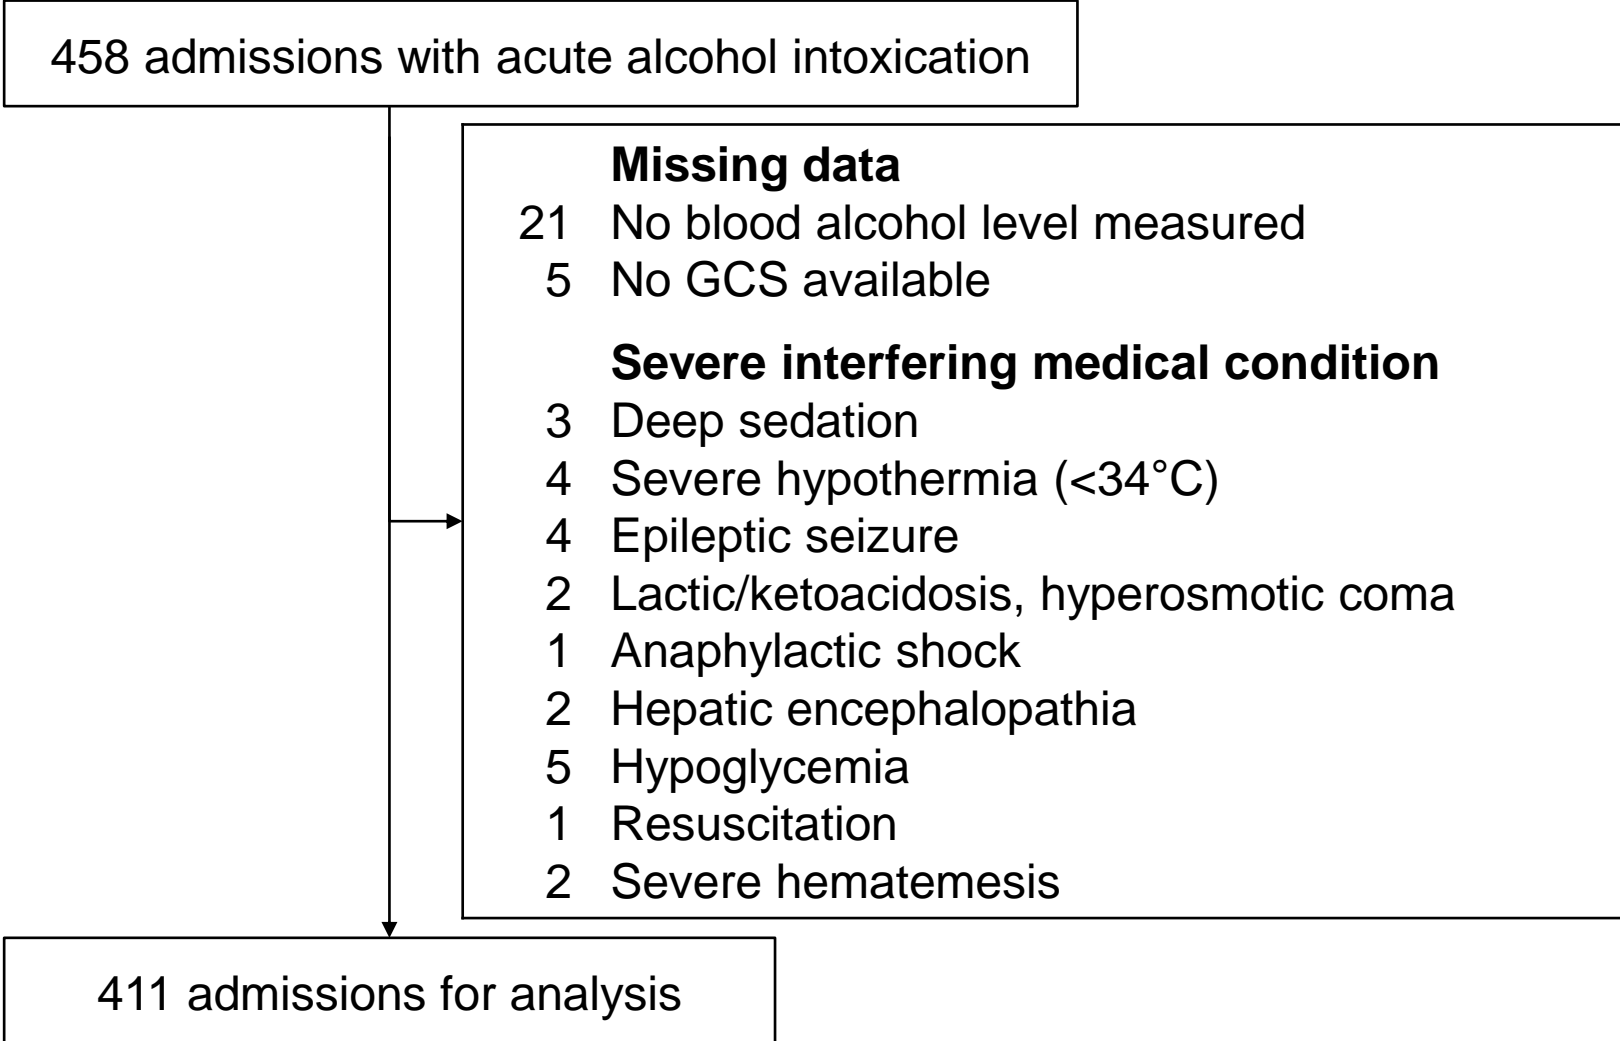 458 admissions with acute alcohol intoxication
Missing data
21 No blood alcohol level measured
5 No GCS available
Severe interfering medical condition
3 Deep sedation
4 Severe hypothermia (<34°C)
4 Epileptic seizure
2 Lactic/ketoacidosis, hyperosmotic coma
1 Anaphylactic shock
2 Hepatic encephalopathia
5 Hypoglycemia
1 Resuscitation
2 Severe hematemesis
411 admissions for analysis